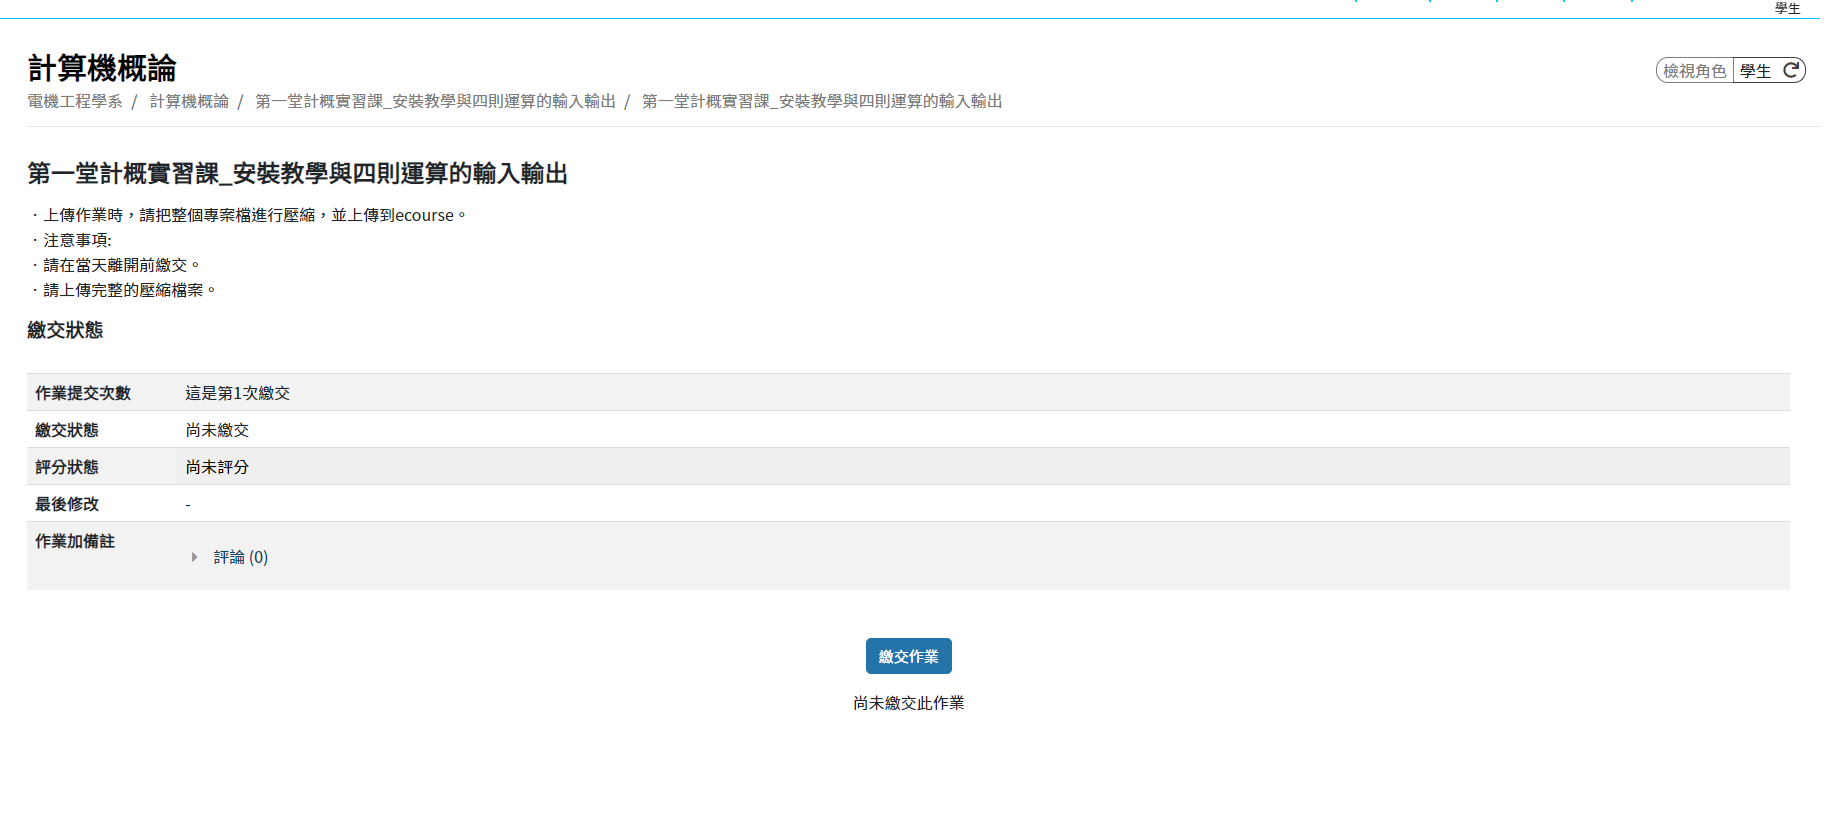 學生
計算機概論
檢視角色 學生
電機工程學系 / 計算機概論 / 第一堂計概實習課_安裝教學與四則運算的輸入輸出 / 第一堂計概實習課_安裝教學與四則運算的輸入輸出
第一堂計概實習課_安裝教學與四則運算的輸入輸出
・上傳作業時，請把整個專案檔進行壓縮，並上傳到ecourse。
・注意事項:
・請在當天離開前繳交。
・請上傳完整的壓縮檔案。
繳交狀態
作業提交次數 這是第1次繳交
繳交狀態 尚未繳交
評分狀態 尚未評分
最後修改 -
作業加備註
評論 (0)
繳交作業
尚未繳交此作業